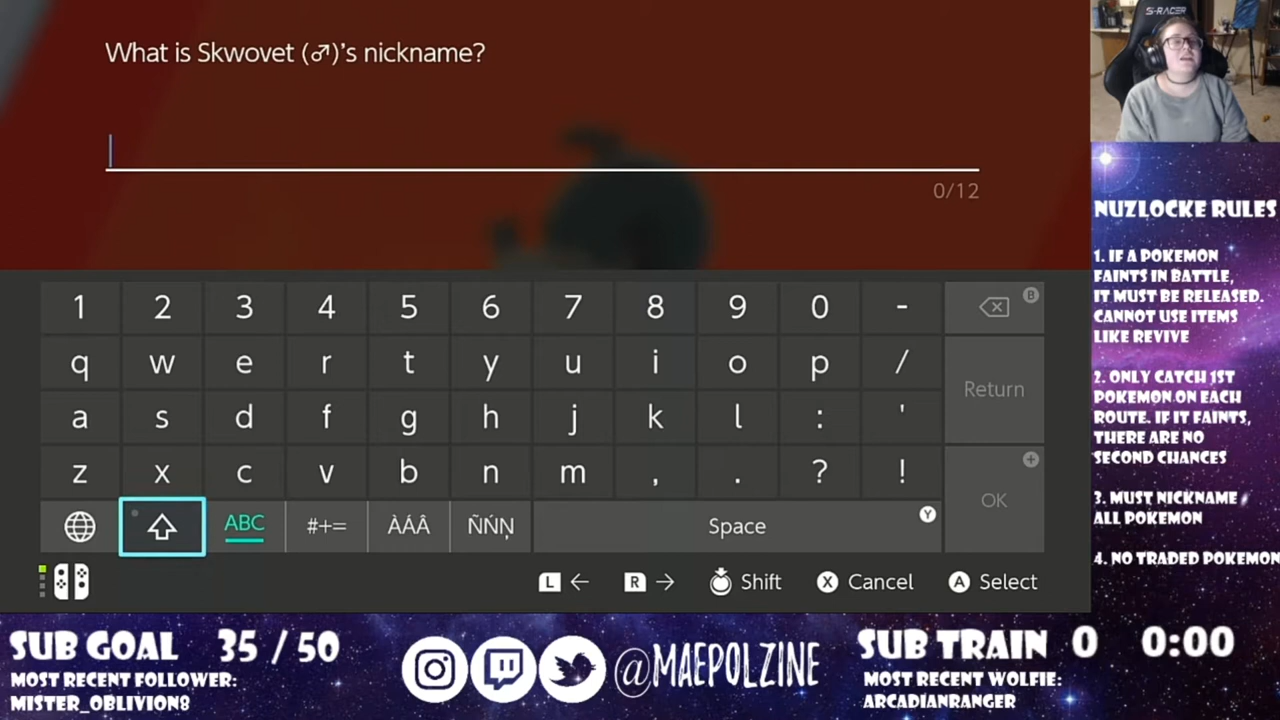 What is Skwovet (♂)'s nickname?
0/12
1 2 3 4 5 6 7 8 9 0 -
q w e r t y u i o p /
Return
a s d f g h j k l : '
z x c v b n m , . ? !
OK
ABC #+= ÀÁÂ ÑŃŅ Space
L ← R → Shift X Cancel A Select
S-RACER
NUZLOCKE RULES
1. IF A POKEMON
FAINTS IN BATTLE,
IT MUST BE RELEASED.
CANNOT USE ITEMS
LIKE REVIVE
2. ONLY CATCH 1ST
POKEMON ON EACH
ROUTE. IF IT FAINTS,
THERE ARE NO
SECOND CHANCES
3. MUST NICKNAME
ALL POKEMON
4. NO TRADED POKEMON
SUB GOAL 35 / 50
MOST RECENT FOLLOWER:
MISTER_OBLIVION8
@MAEPOLZINE
SUB TRAIN 0 0:00
MOST RECENT WOLFIE:
ARCADIANRANGER